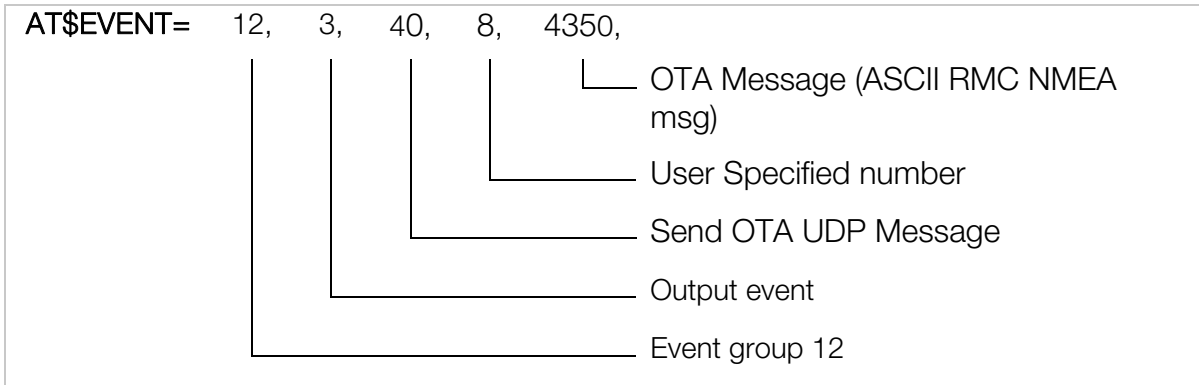 AT$EVENT= 12, 3, 40, 8, 4350,
OTA Message (ASCII RMC NMEA
msg)
User Specified number
Send OTA UDP Message
Output event
Event group 12